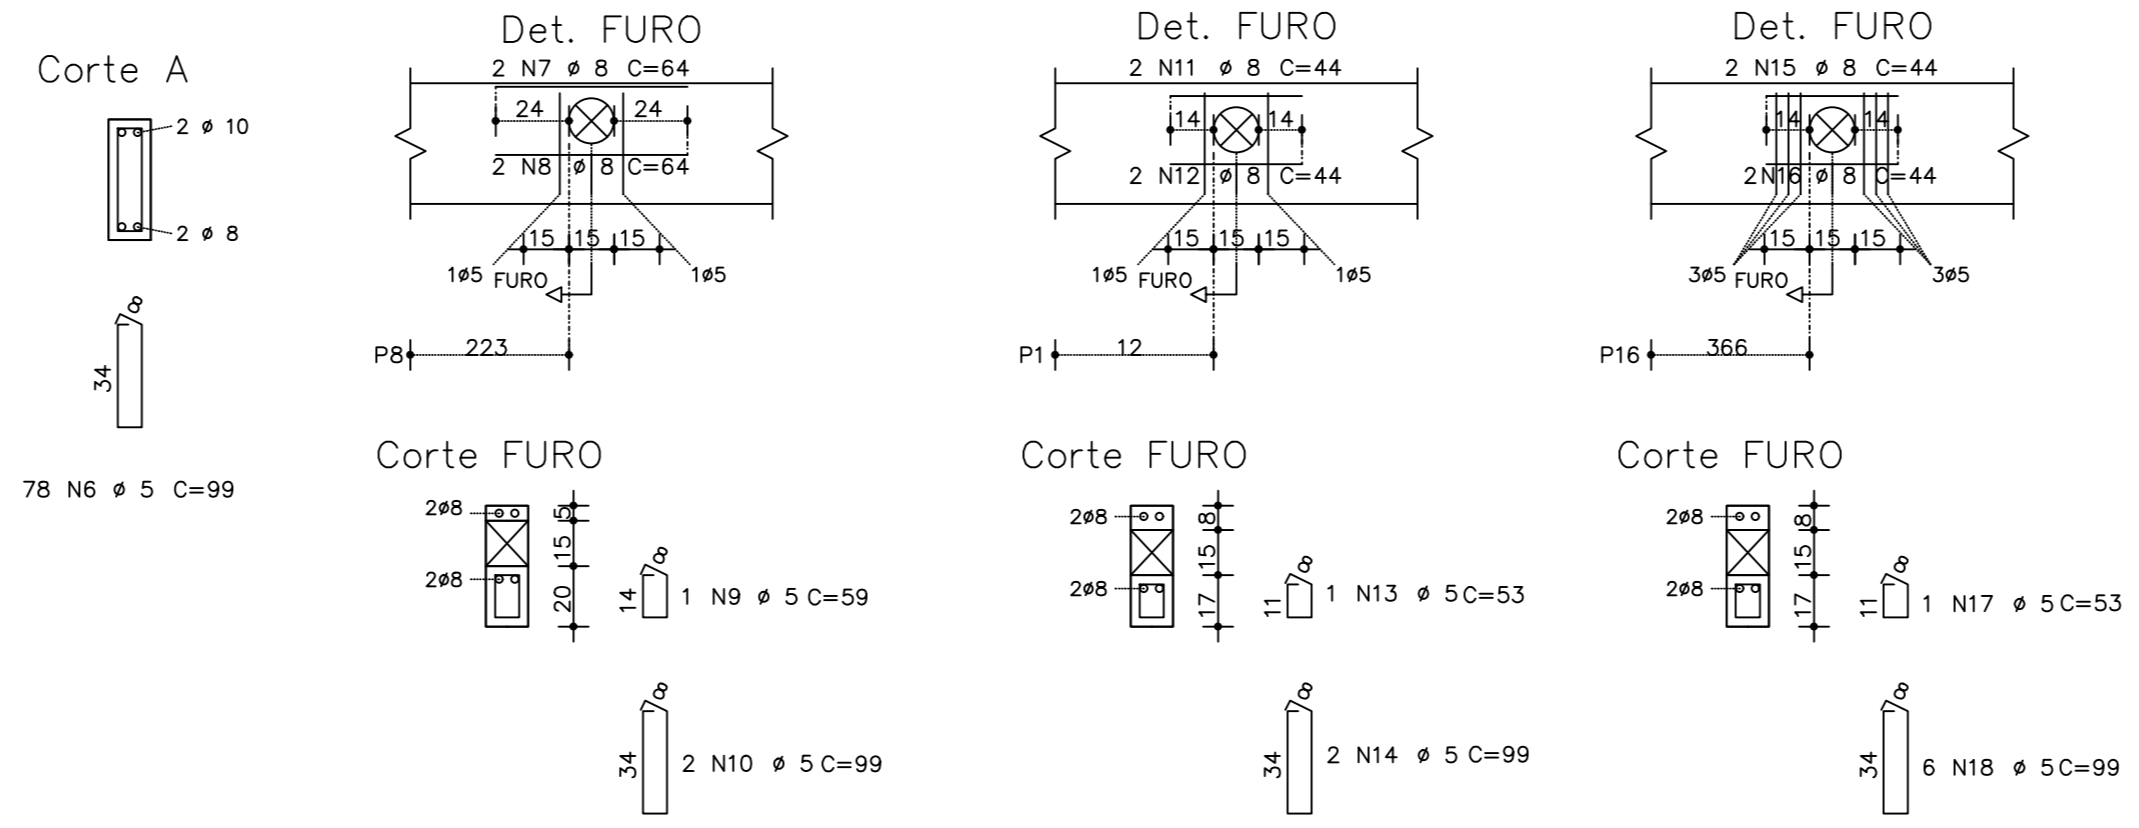 Corte A
2 ø 10
2 ø 8
8
34
78 N6 ø 5 C=99
Det. FURO
2 N7 ø 8 C=64
24 24
2 N8 ø 8 C=64
15 15 15
1ø5 FURO 1ø5
P8 223
Corte FURO
2ø8
2ø8
5
15
20
8
14
1 N9 ø 5 C=59
8
34
2 N10 ø 5 C=99
Det. FURO
2 N11 ø 8 C=44
14 14
2 N12 ø 8 C=44
15 15 15
1ø5 FURO 1ø5
P1 12
Corte FURO
2ø8
2ø8
8
15
17
8
11
1 N13 ø 5 C=53
8
34
2 N14 ø 5 C=99
Det. FURO
2 N15 ø 8 C=44
14 14
2 N16 ø 8 C=44
15 15 15
3ø5 FURO 3ø5
P16 366
Corte FURO
2ø8
2ø8
8
15
17
8
11
1 N17 ø 5 C=53
8
34
6 N18 ø 5 C=99